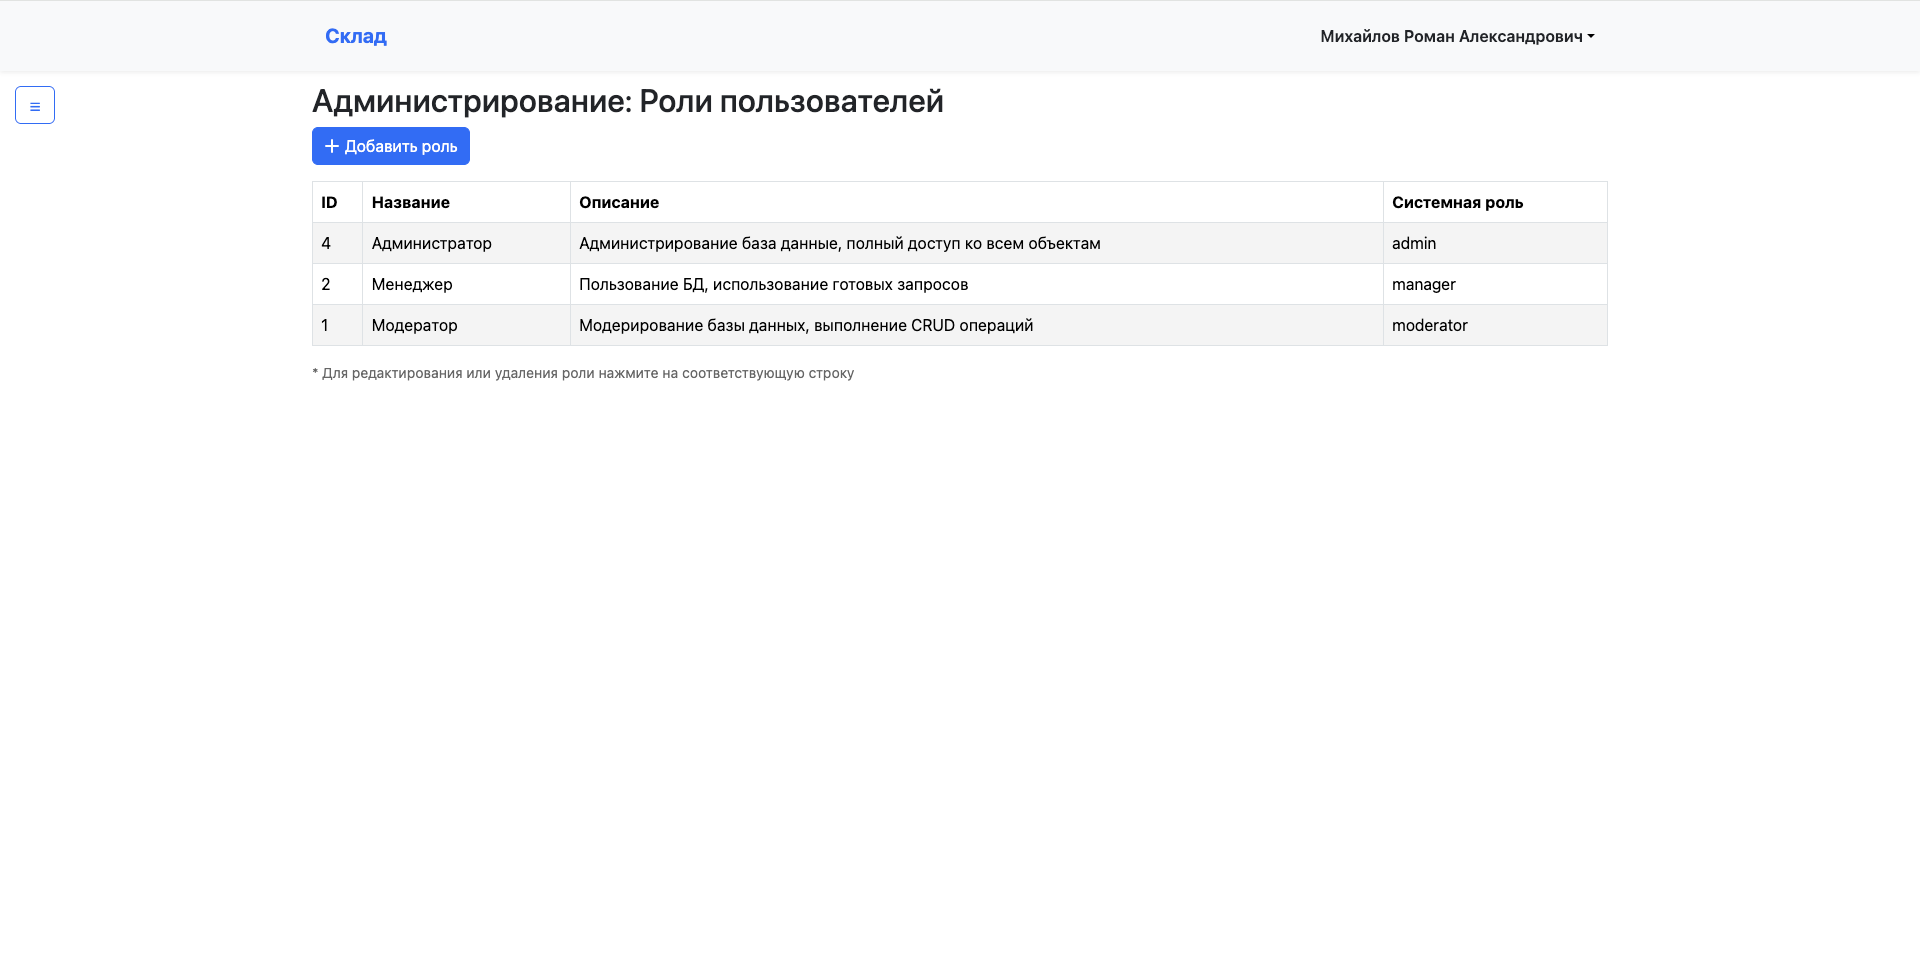 Склад
Михайлов Роман Александрович
Администрирование: Роли пользователей
Добавить роль
ID Название Описание Системная роль
4 Администратор Администрирование база данные, полный доступ ко всем объектам admin
2 Менеджер Пользование БД, использование готовых запросов manager
1 Модератор Модерирование базы данных, выполнение CRUD операций moderator
* Для редактирования или удаления роли нажмите на соответствующую строку